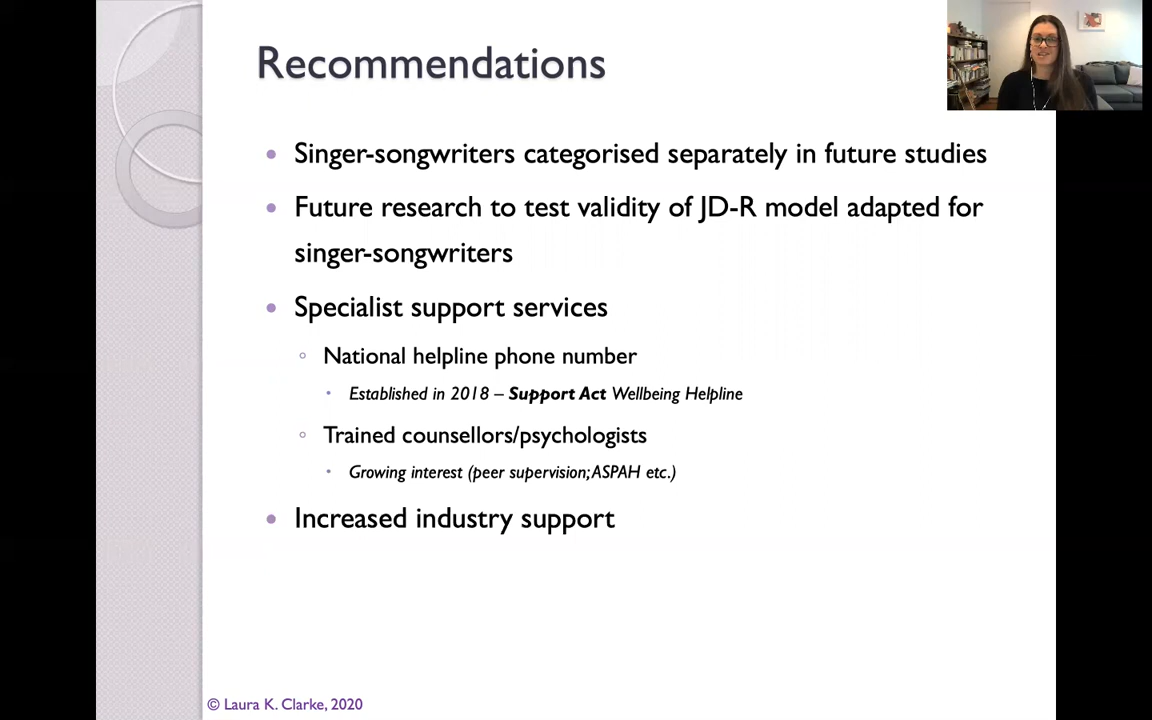 Recommendations
Singer-songwriters categorised separately in future studies
Future research to test validity of JD-R model adapted for
singer-songwriters
Specialist support services
National helpline phone number
Established in 2018 – Support Act Wellbeing Helpline
Trained counsellors/psychologists
Growing interest (peer supervision; ASPAH etc.)
Increased industry support
© Laura K. Clarke, 2020